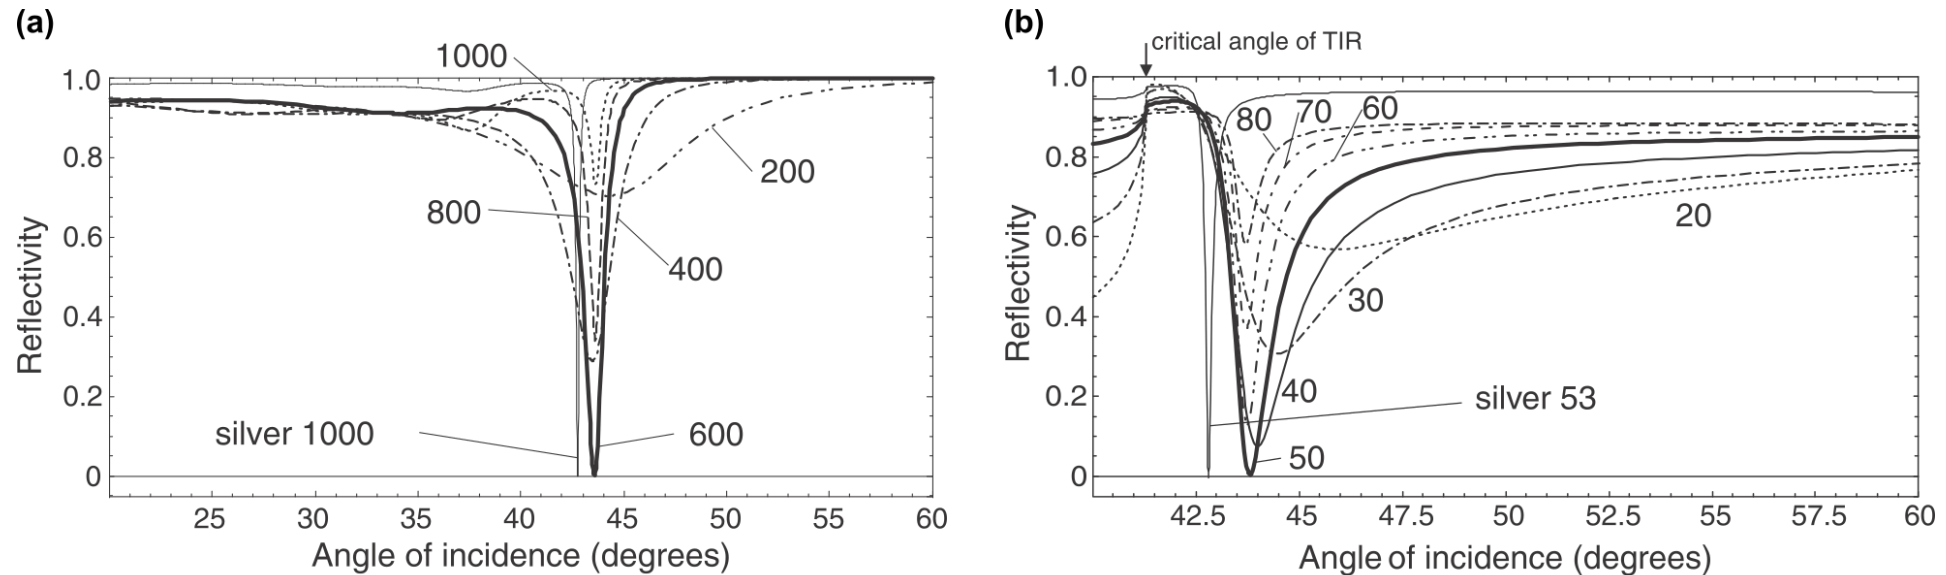 (a)
1000
1.0
0.8
0.6
0.4
0.2
0
Reflectivity
200
800
400
silver 1000
600
25 30 35 40 45 50 55 60
Angle of incidence (degrees)
(b)
critical angle of TIR
1.0
0.8
0.6
0.4
0.2
0
Reflectivity
80 70 60
20
30
40
silver 53
50
42.5 45 47.5 50 52.5 55 57.5 60
Angle of incidence (degrees)